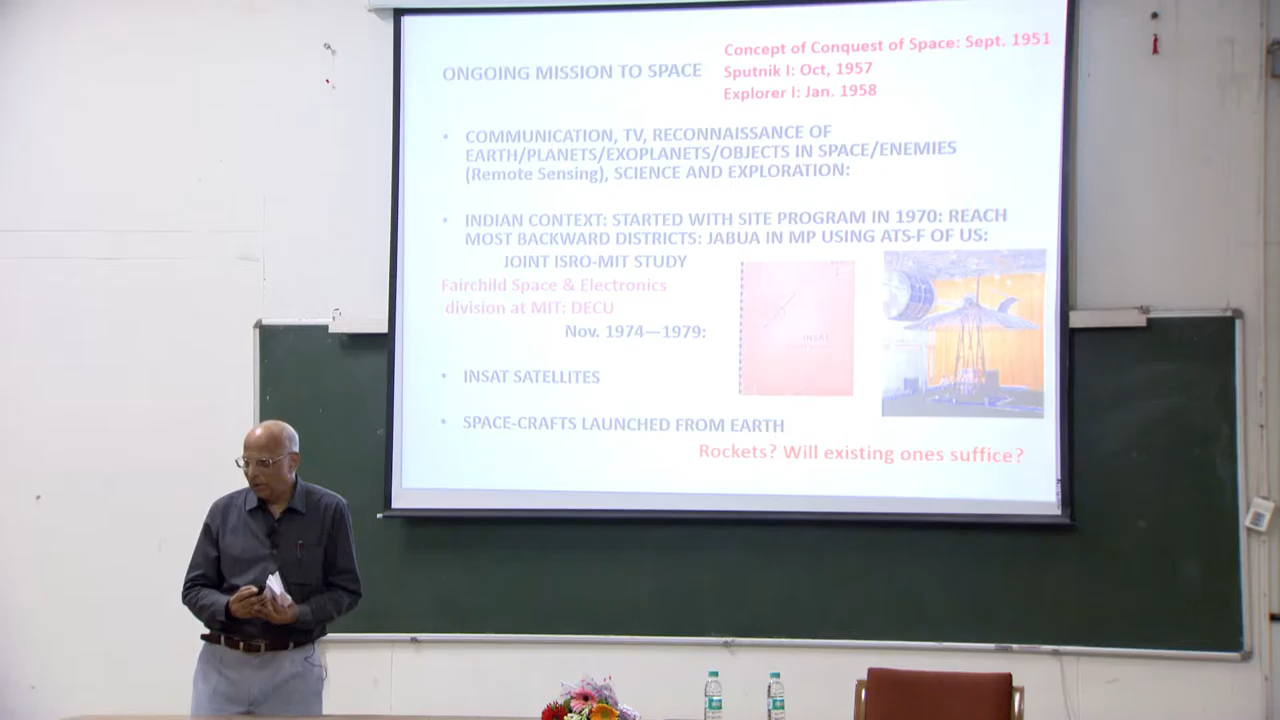 Concept of Conquest of Space: Sept. 1951
ONGOING MISSION TO SPACE
Sputnik I: Oct, 1957
Explorer I: Jan. 1958
• COMMUNICATION, TV, RECONNAISSANCE OF
EARTH/PLANETS/EXOPLANETS/OBJECTS IN SPACE/ENEMIES
(Remote Sensing), SCIENCE AND EXPLORATION:
• INDIAN CONTEXT: STARTED WITH SITE PROGRAM IN 1970: REACH
MOST BACKWARD DISTRICTS: JABUA IN MP USING ATS-F OF US:
JOINT ISRO-MIT STUDY
Fairchild Space & Electronics
division at MIT: DECU
Nov. 1974—1979:
INSAT
• INSAT SATELLITES
• SPACE-CRAFTS LAUNCHED FROM EARTH
Rockets? Will existing ones suffice?